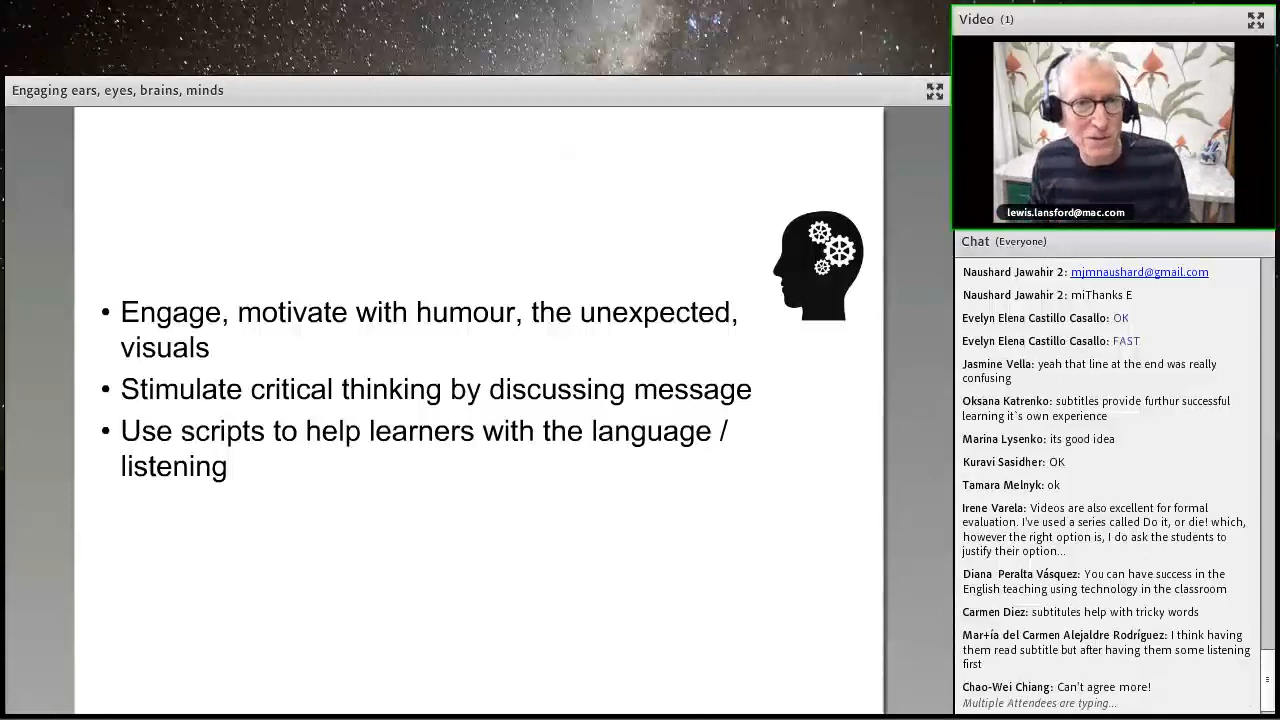 Engaging ears, eyes, brains, minds
• Engage, motivate with humour, the unexpected,
visuals
• Stimulate critical thinking by discussing message
• Use scripts to help learners with the language /
listening
Video (1)
lewis.lansford@mac.com
Chat (Everyone)
Naushard Jawahir 2: mjmnaushard@gmail.com
Naushard Jawahir 2: miThanks E
Evelyn Elena Castillo Casallo: OK
Evelyn Elena Castillo Casallo: FAST
Jasmine Vella: yeah that line at the end was really
confusing
Oksana Katrenko: subtitles provide furthur successful
learning it`s own experience
Marina Lysenko: its good idea
Kuravi Sasidher: OK
Tamara Melnyk: ok
Irene Varela: Videos are also excellent for formal
evaluation. I've used a series called Do it, or die! which,
however the right option is, I do ask the students to
justify their option...
Diana Peralta Vásquez: You can have success in the
English teaching using technology in the classroom
Carmen Diez: subtitules help with tricky words
Mar+ía del Carmen Alejaldre Rodríguez: I think having
them read subtitle but after having them some listening
first
Chao-Wei Chiang: Can't agree more!
Multiple Attendees are typing...